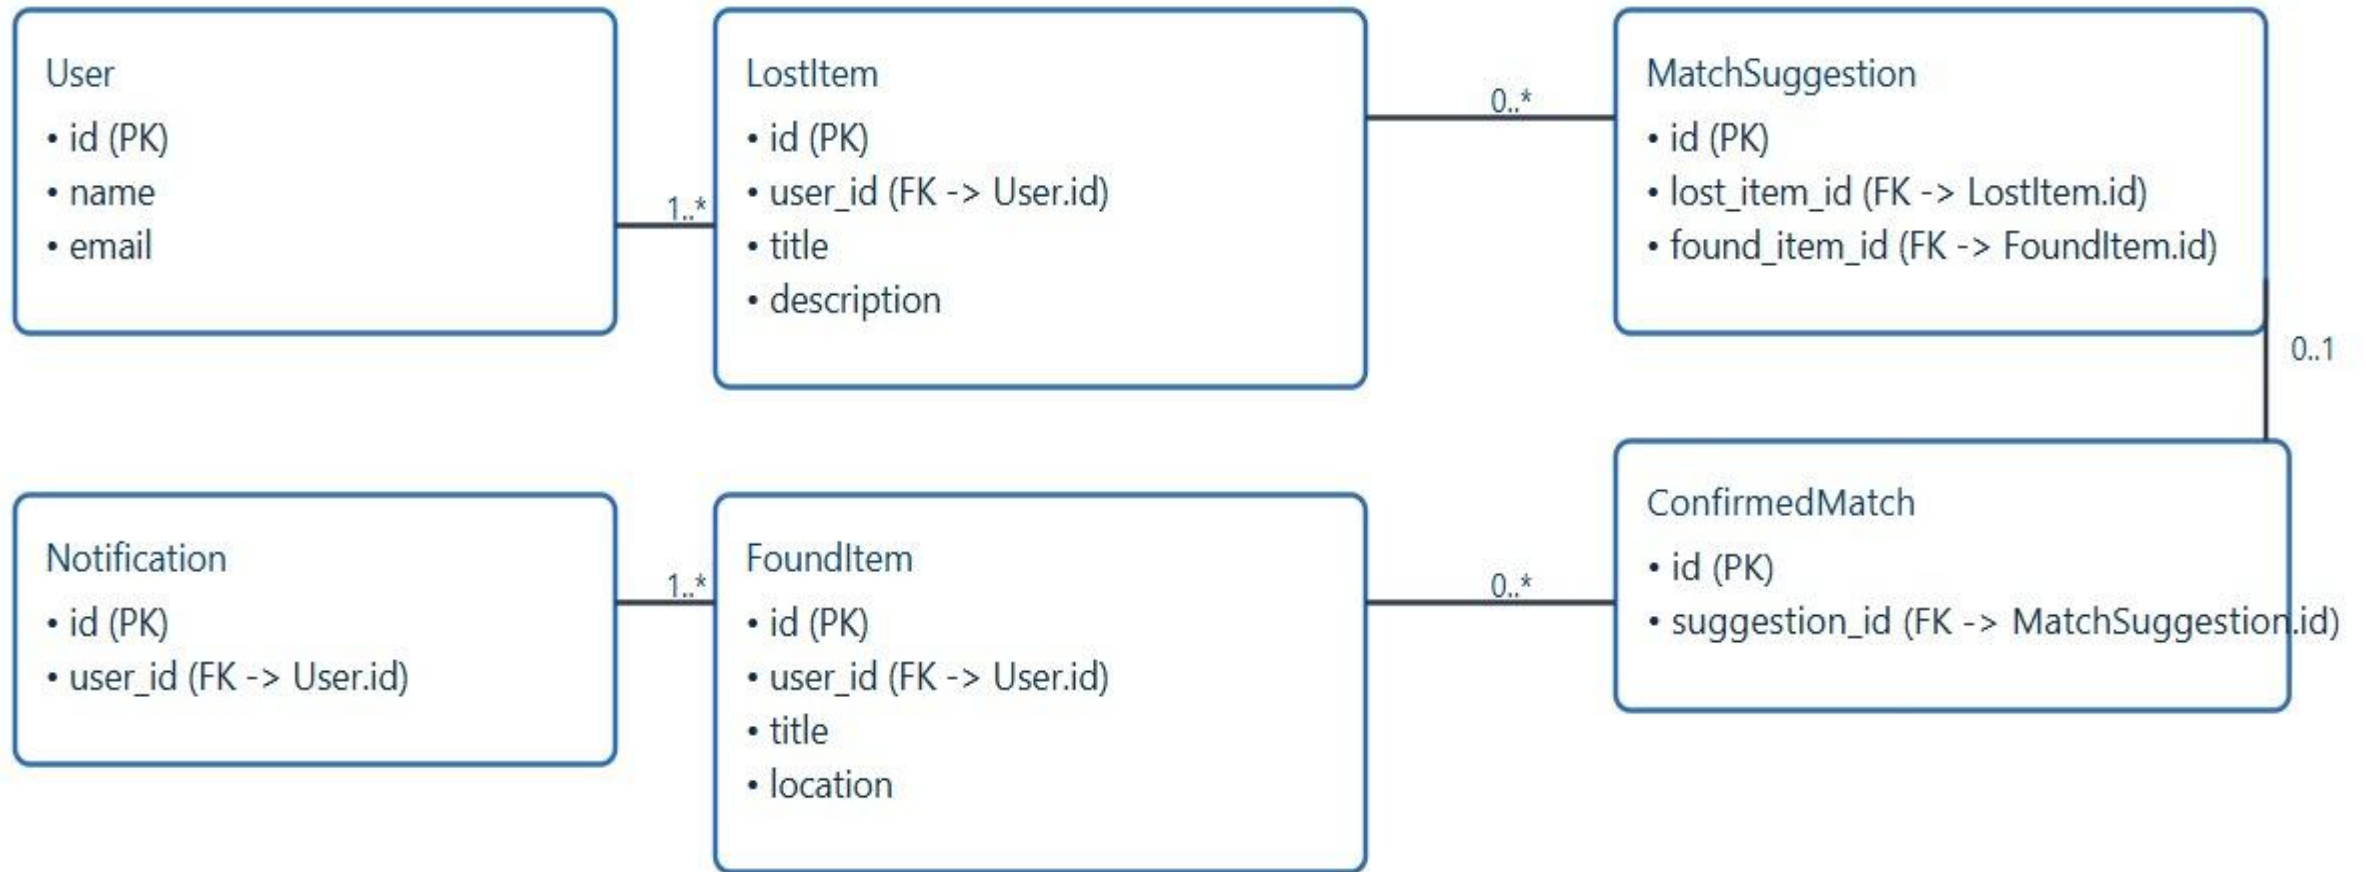 User
• id (PK)
• name
• email
1..*
LostItem
• id (PK)
• user_id (FK -> User.id)
• title
• description
0..*
MatchSuggestion
• id (PK)
• lost_item_id (FK -> LostItem.id)
• found_item_id (FK -> FoundItem.id)
0..1
Notification
• id (PK)
• user_id (FK -> User.id)
1..*
FoundItem
• id (PK)
• user_id (FK -> User.id)
• title
• location
0..*
ConfirmedMatch
• id (PK)
• suggestion_id (FK -> MatchSuggestion.id)